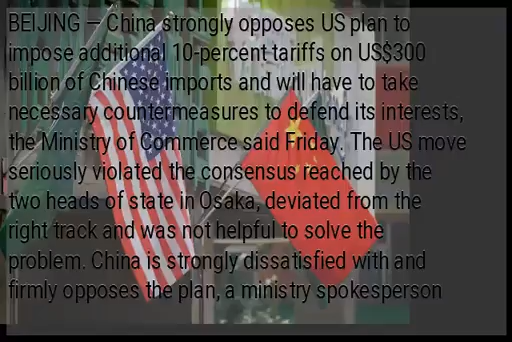 BEIJING — China strongly opposes US plan to
impose additional 10-percent tariffs on US$300
billion of Chinese imports and will have to take
necessary countermeasures to defend its interests,
the Ministry of Commerce said Friday. The US move
seriously violated the consensus reached by the
two heads of state in Osaka, deviated from the
right track and was not helpful to solve the
problem. China is strongly dissatisfied with and
firmly opposes the plan, a ministry spokesperson